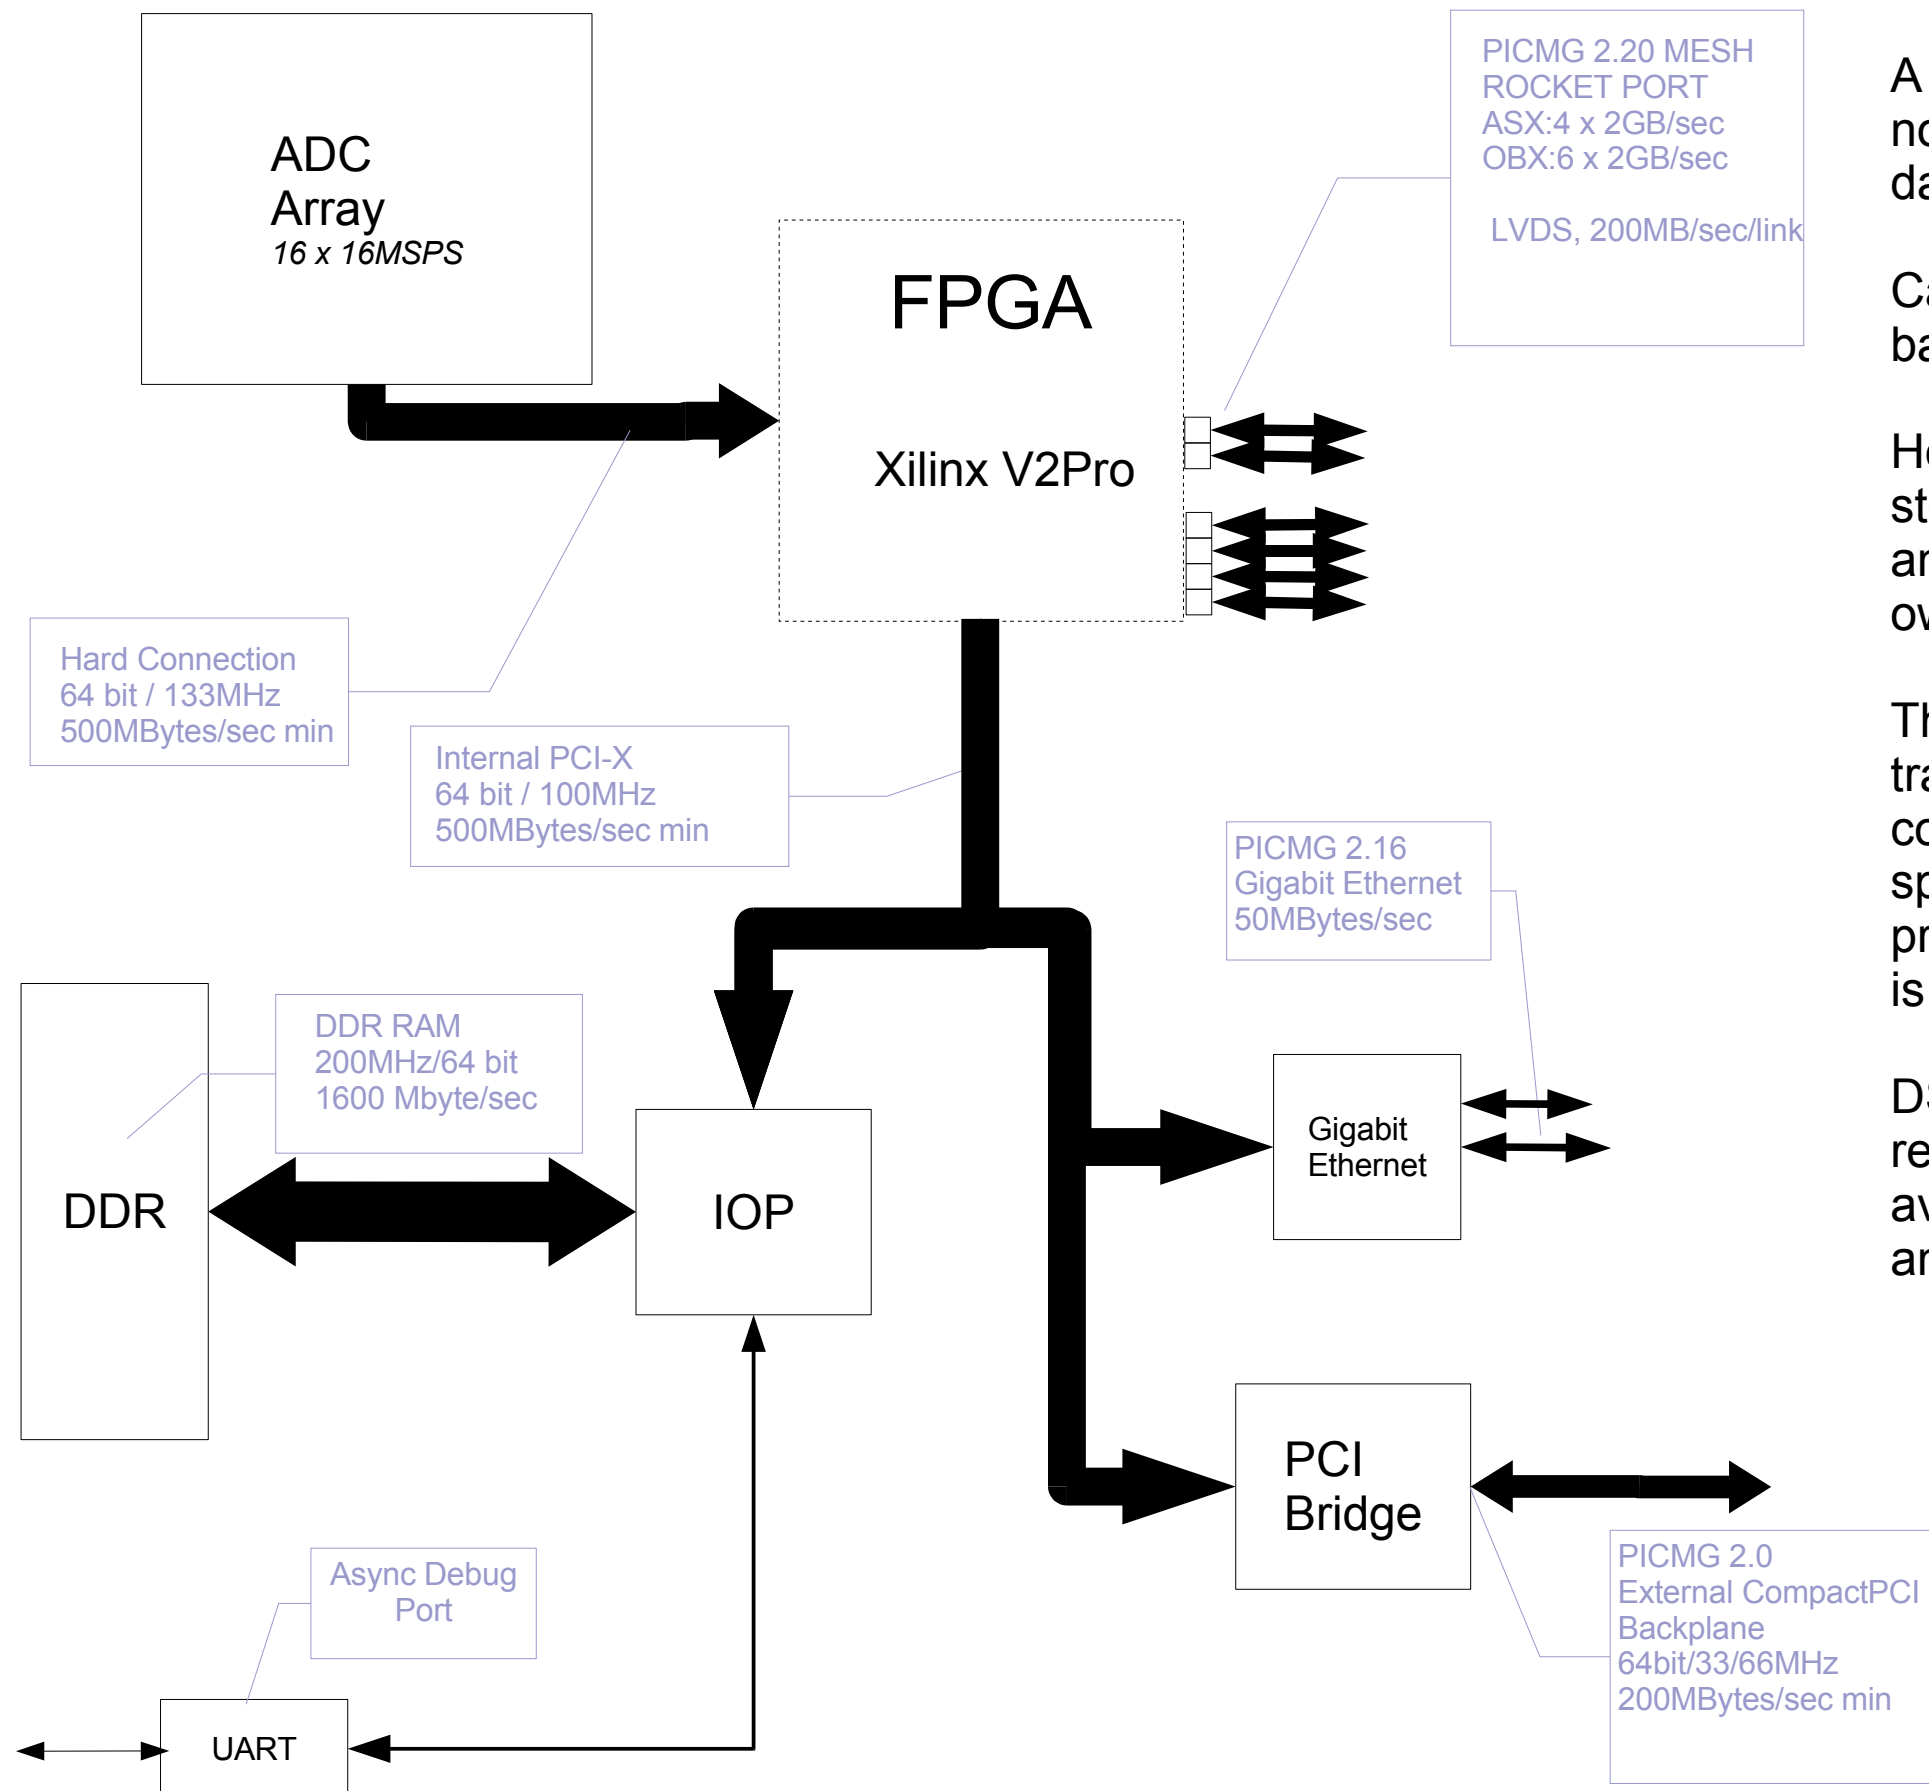 ADC
Array
16 x 16MSPS
PICMG 2.20 MESH
ROCKET PORT
ASX:4 x 2GB/sec
OBX:6 x 2GB/sec
LVDS, 200MB/sec/link
FPGA
Xilinx V2Pro
Hard Connection
64 bit / 133MHz
500MBytes/sec min
Internal PCI-X
64 bit / 100MHz
500MBytes/sec min
PICMG 2.16
Gigabit Ethernet
50MBytes/sec
DDR RAM
200MHz/64 bit
1600 Mbyte/sec
DDR
IOP
Gigabit
Ethernet
PCI
Bridge
PICMG 2.0
External CompactPCI
Backplane
64bit/33/66MHz
200MBytes/sec min
Async Debug
Port
UART
A
is